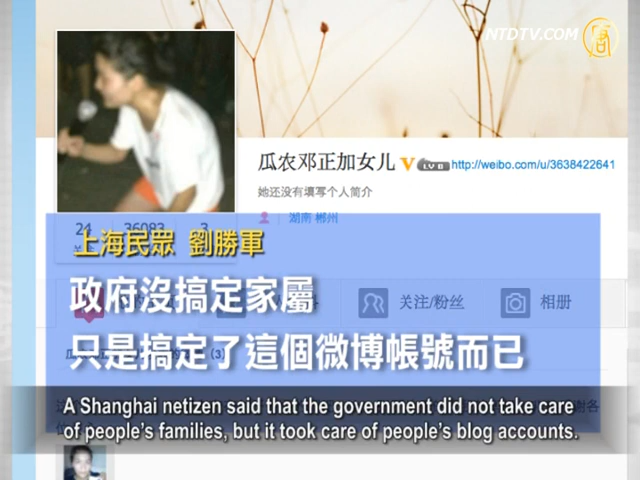 NTDTV.COM
瓜农邓正加女儿 V LV 8 http://weibo.com/u/3638422641
她还没有填写个人简介
24 36083 3
湖南 郴州
上海民眾 劉勝軍
政府沒搞定家屬
关注/粉丝 相册
只是搞定了這個微博帳號而已
A Shanghai netizen said that the government did not take care
of people's families, but it took care of people's blog accounts.